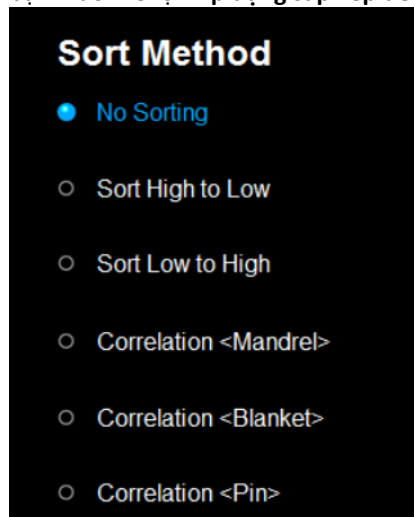 Sort Method
No Sorting
Sort High to Low
Sort Low to High
Correlation <Mandrel>
Correlation <Blanket>
Correlation <Pin>